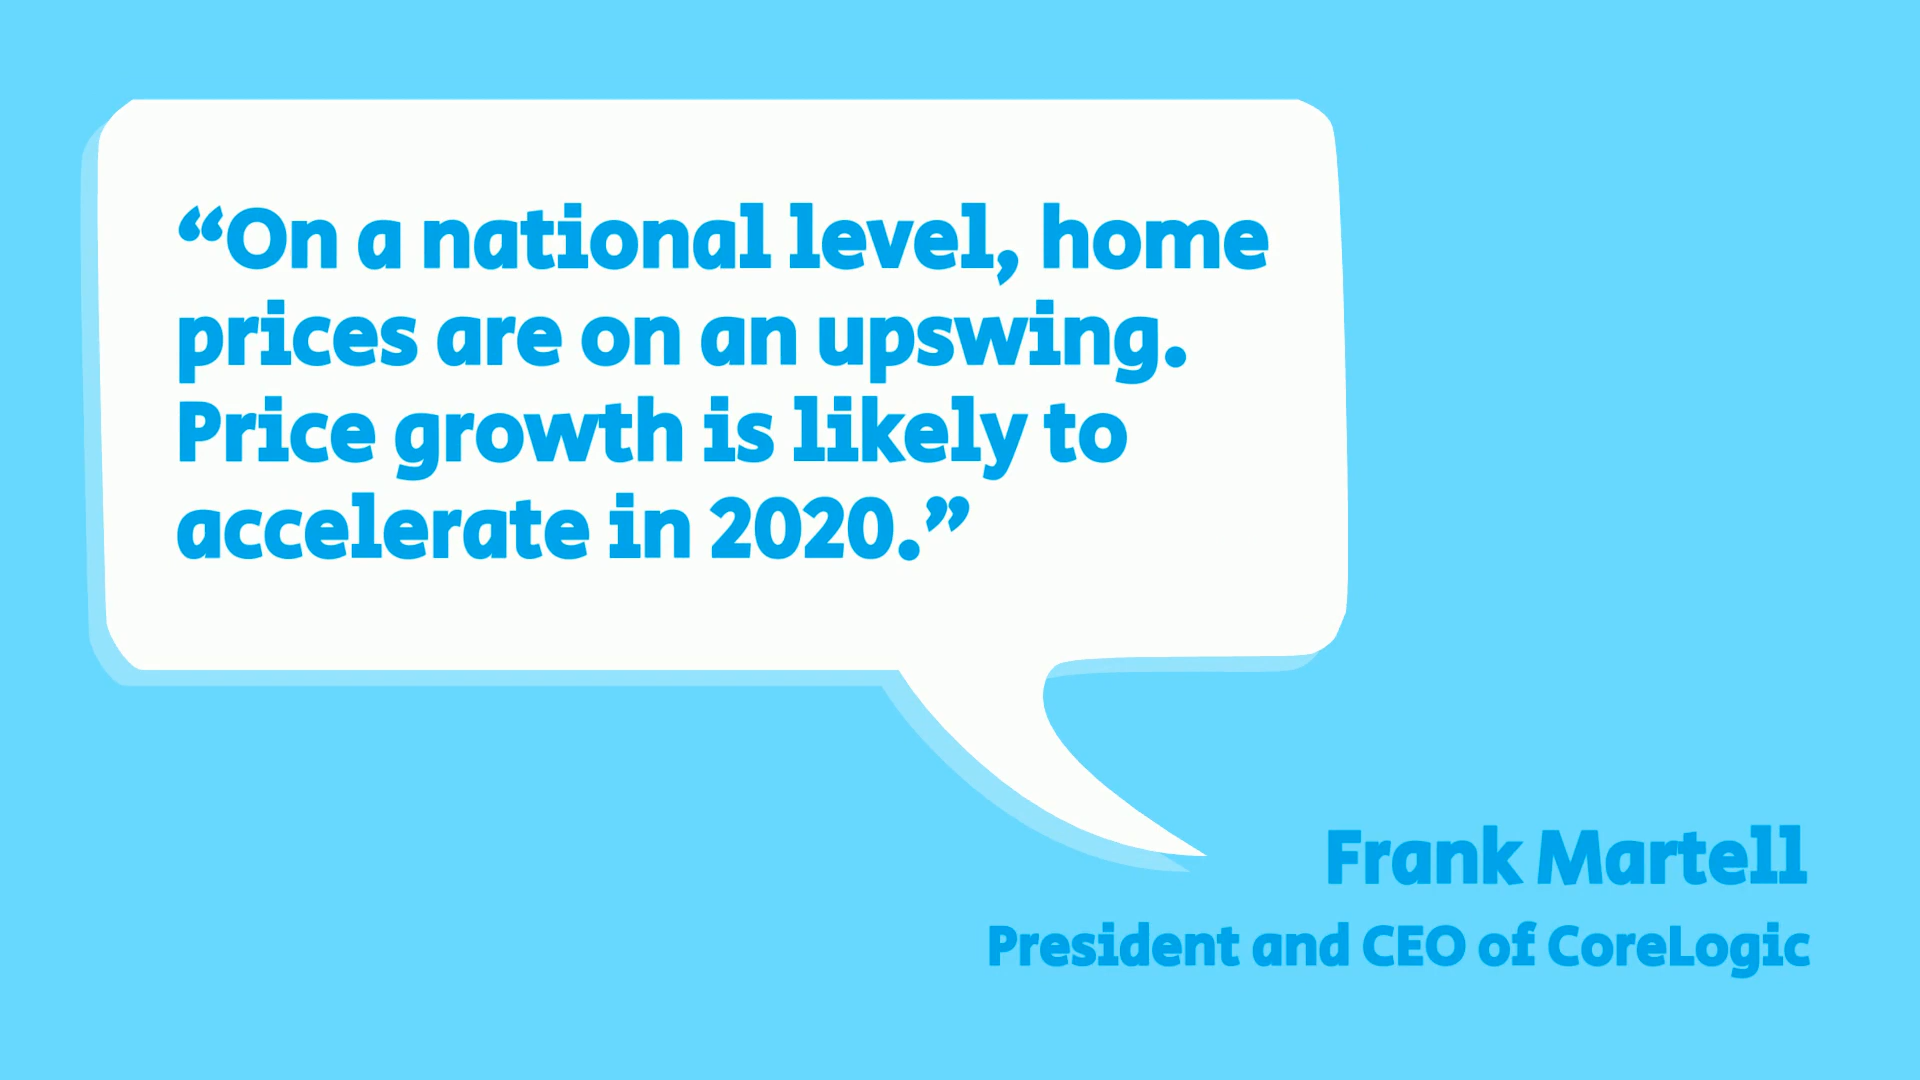 “On a national level, home
prices are on an upswing.
Price growth is likely to
accelerate in 2020.”
Frank Martell
President and CEO of CoreLogic